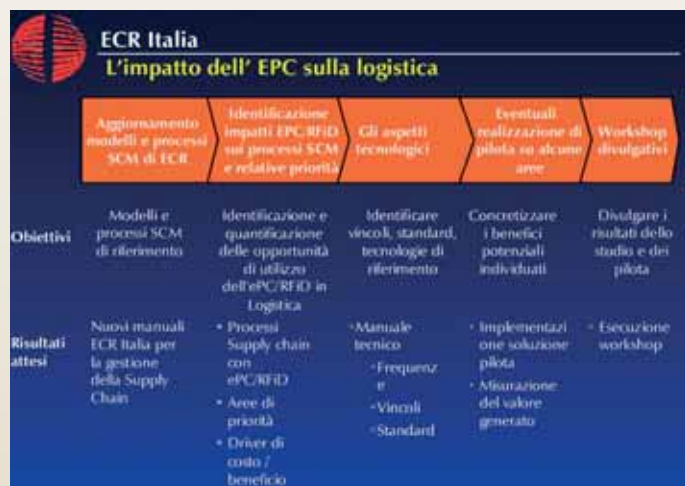 ECR Italia
L'impatto dell' EPC sulla logistica
Aggiornamento
modelli e processi
SCM di ECR
Identificazione
impatti EPC/RFiD
sui processi SCM
e relative priorità
Gli aspetti
tecnologici
Eventuali
realizzazione di
pilota su alcune
aree
Workshop
divulgativi
Obiettivi
Modelli e
processi SCM
di riferimento
Identificazione e
quantificazione
delle opportunità
di utilizzo
dell'ePC/RFiD in
Logistica
Identificare
vincoli, standard,
tecnologie di
riferimento
Concretizzare
i benefici
potenziali
individuati
Divulgare i
risultati dello
studio e dei
pilota
Risultati
attesi
Nuovi manuali
ECR Italia per
la gestione
della Supply
Chain
• Processi
Supply chain
con
ePC/RFiD
• Aree di
priorità
• Driver di
costo /
beneficio
•Manuale
tecnico
•Frequenz
e
•Vincoli
•Standard
• Implementazi
one soluzione
pilota
• Misurazione
del valore
generato
• Esecuzione
workshop